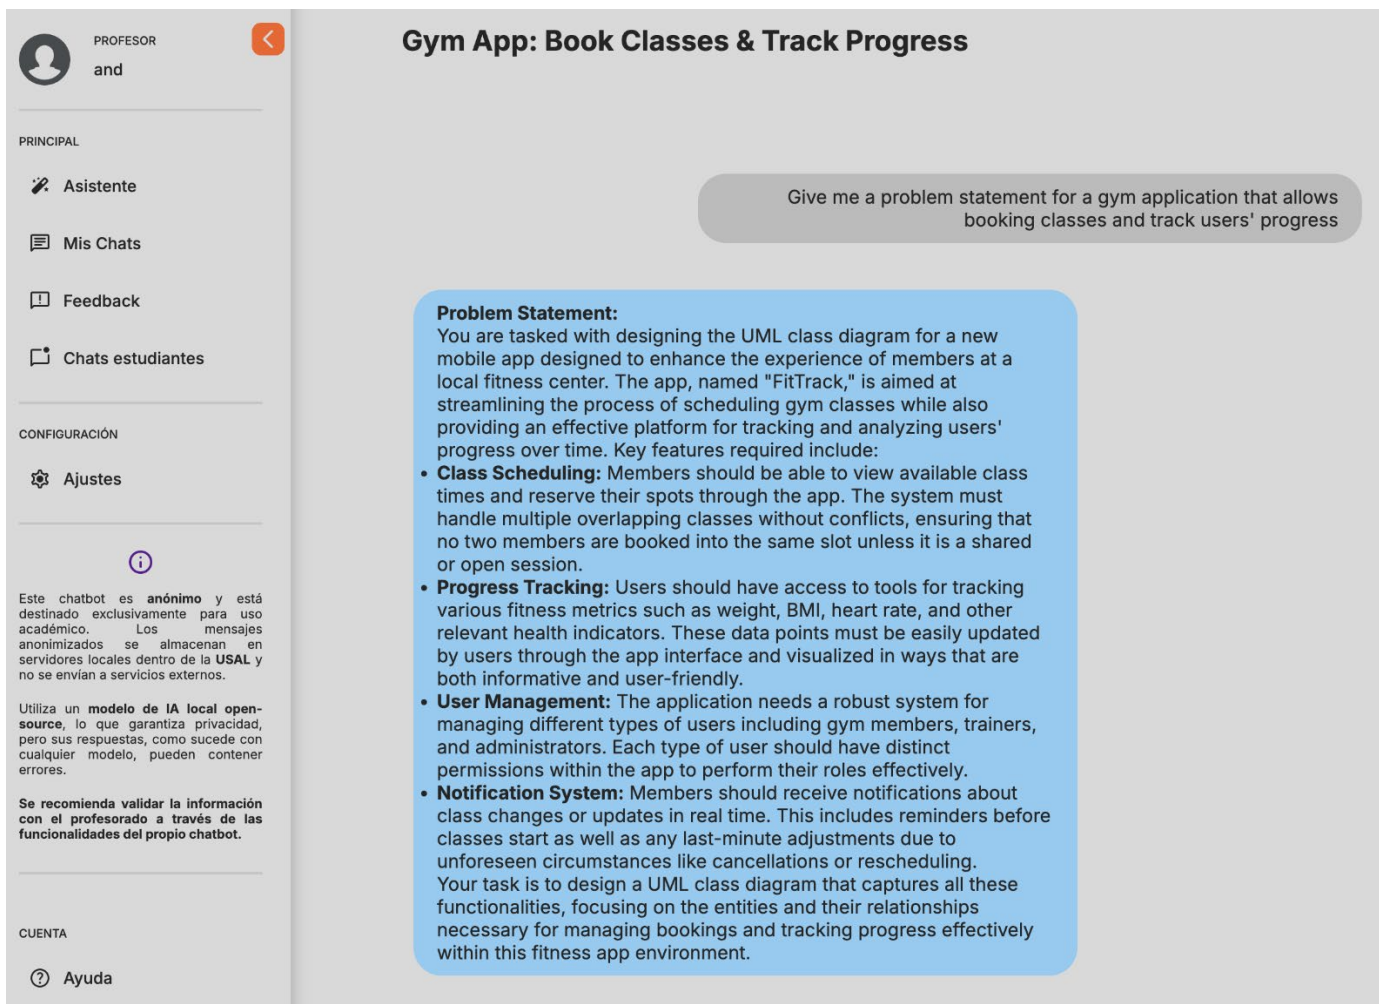 PROFESOR
and
PRINCIPAL
Asistente
Mis Chats
Feedback
Chats estudiantes
CONFIGURACIÓN
Ajustes
Este chatbot es anónimo y está
destinado exclusivamente para uso
académico. Los mensajes
anonimizados se almacenan en
servidores locales dentro de la USAL y
no se envían a servicios externos.
Utiliza un modelo de IA local open-
source, lo que garantiza privacidad,
pero sus respuestas, como sucede con
cualquier modelo, pueden contener
errores.
Se recomienda validar la información
con el profesorado a través de las
funcionalidades del propio chatbot.
CUENTA
Ayuda
Gym App: Book Classes & Track Progress
Give me a problem statement for a gym application that allows
booking classes and track users' progress
Problem Statement:
You are tasked with designing the UML class diagram for a new
mobile app designed to enhance the experience of members at a
local fitness center. The app, named "FitTrack," is aimed at
streamlining the process of scheduling gym classes while also
providing an effective platform for tracking and analyzing users'
progress over time. Key features required include:
• Class Scheduling: Members should be able to view available class
times and reserve their spots through the app. The system must
handle multiple overlapping classes without conflicts, ensuring that
no two members are booked into the same slot unless it is a shared
or open session.
• Progress Tracking: Users should have access to tools for tracking
various fitness metrics such as weight, BMI, heart rate, and other
relevant health indicators. These data points must be easily updated
by users through the app interface and visualized in ways that are
both informative and user-friendly.
• User Management: The application needs a robust system for
managing different types of users including gym members, trainers,
and administrators. Each type of user should have distinct
permissions within the app to perform their roles effectively.
• Notification System: Members should receive notifications about
class changes or updates in real time. This includes reminders before
classes start as well as any last-minute adjustments due to
unforeseen circumstances like cancellations or rescheduling.
Your task is to design a UML class diagram that captures all these
functionalities, focusing on the entities and their relationships
necessary for managing bookings and tracking progress effectively
within this fitness app environment.